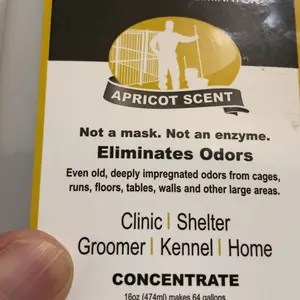 APRICOT SCENT
Not a mask. Not an enzyme.
Eliminates Odors
Even old, deeply impregnated odors from cages,
runs, floors, tables, walls and other large areas.
Clinic | Shelter
Groomer | Kennel | Home
CONCENTRATE
16oz (474ml) makes 64 gallons